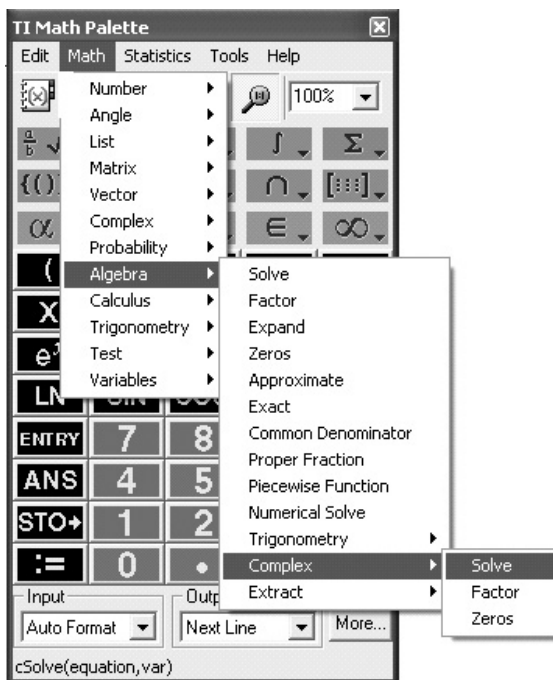 TI Math Palette
Edit Math Statistics Tools Help
Number
Angle
100%
List
Matrix
Vector
Complex
Probability
Algebra
Calculus
Trigonometry
Test
Variables
Solve
Factor
Expand
Zeros
Approximate
Exact
Common Denominator
Proper Fraction
Piecewise Function
Numerical Solve
Trigonometry
Complex
Extract
Solve
Factor
Zeros
a/b √
∫ Σ
{() ∩ [:::]
α ∈ ∞
(
X
LN SIN
ENTRY 7 8
ANS 4 5
STO→ 1 2
:= 0 •
Input
Auto Format
Next Line
More...
cSolve(equation,var)